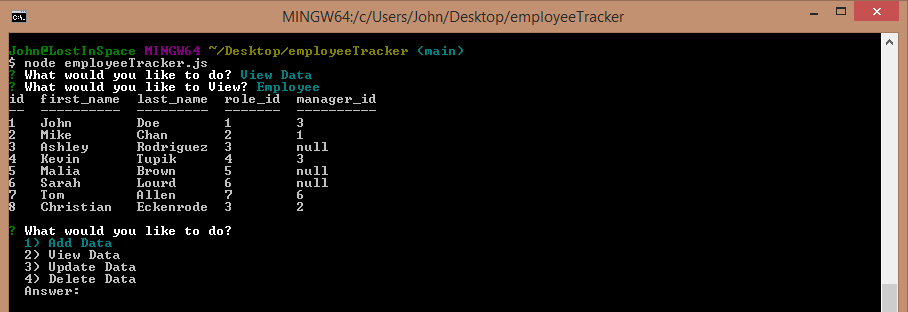 MINGW64:/c/Users/John/Desktop/employeeTracker
John@LostInSpace MINGW64 ~/Desktop/employeeTracker (main)
$ node employeeTracker.js
? What would you like to do? View Data
? What would you like to View? Employee
id  first_name  last_name  role_id  manager_id
--  ----------  ---------  -------  ----------
1   John        Doe        1        3
2   Mike        Chan       2        1
3   Ashley      Rodriguez  3        null
4   Kevin       Tupik      4        3
5   Malia       Brown      5        null
6   Sarah       Lourd      6        null
7   Tom         Allen      7        6
8   Christian   Eckenrode  3        2
? What would you like to do?
1) Add Data
2) View Data
3) Update Data
4) Delete Data
Answer: